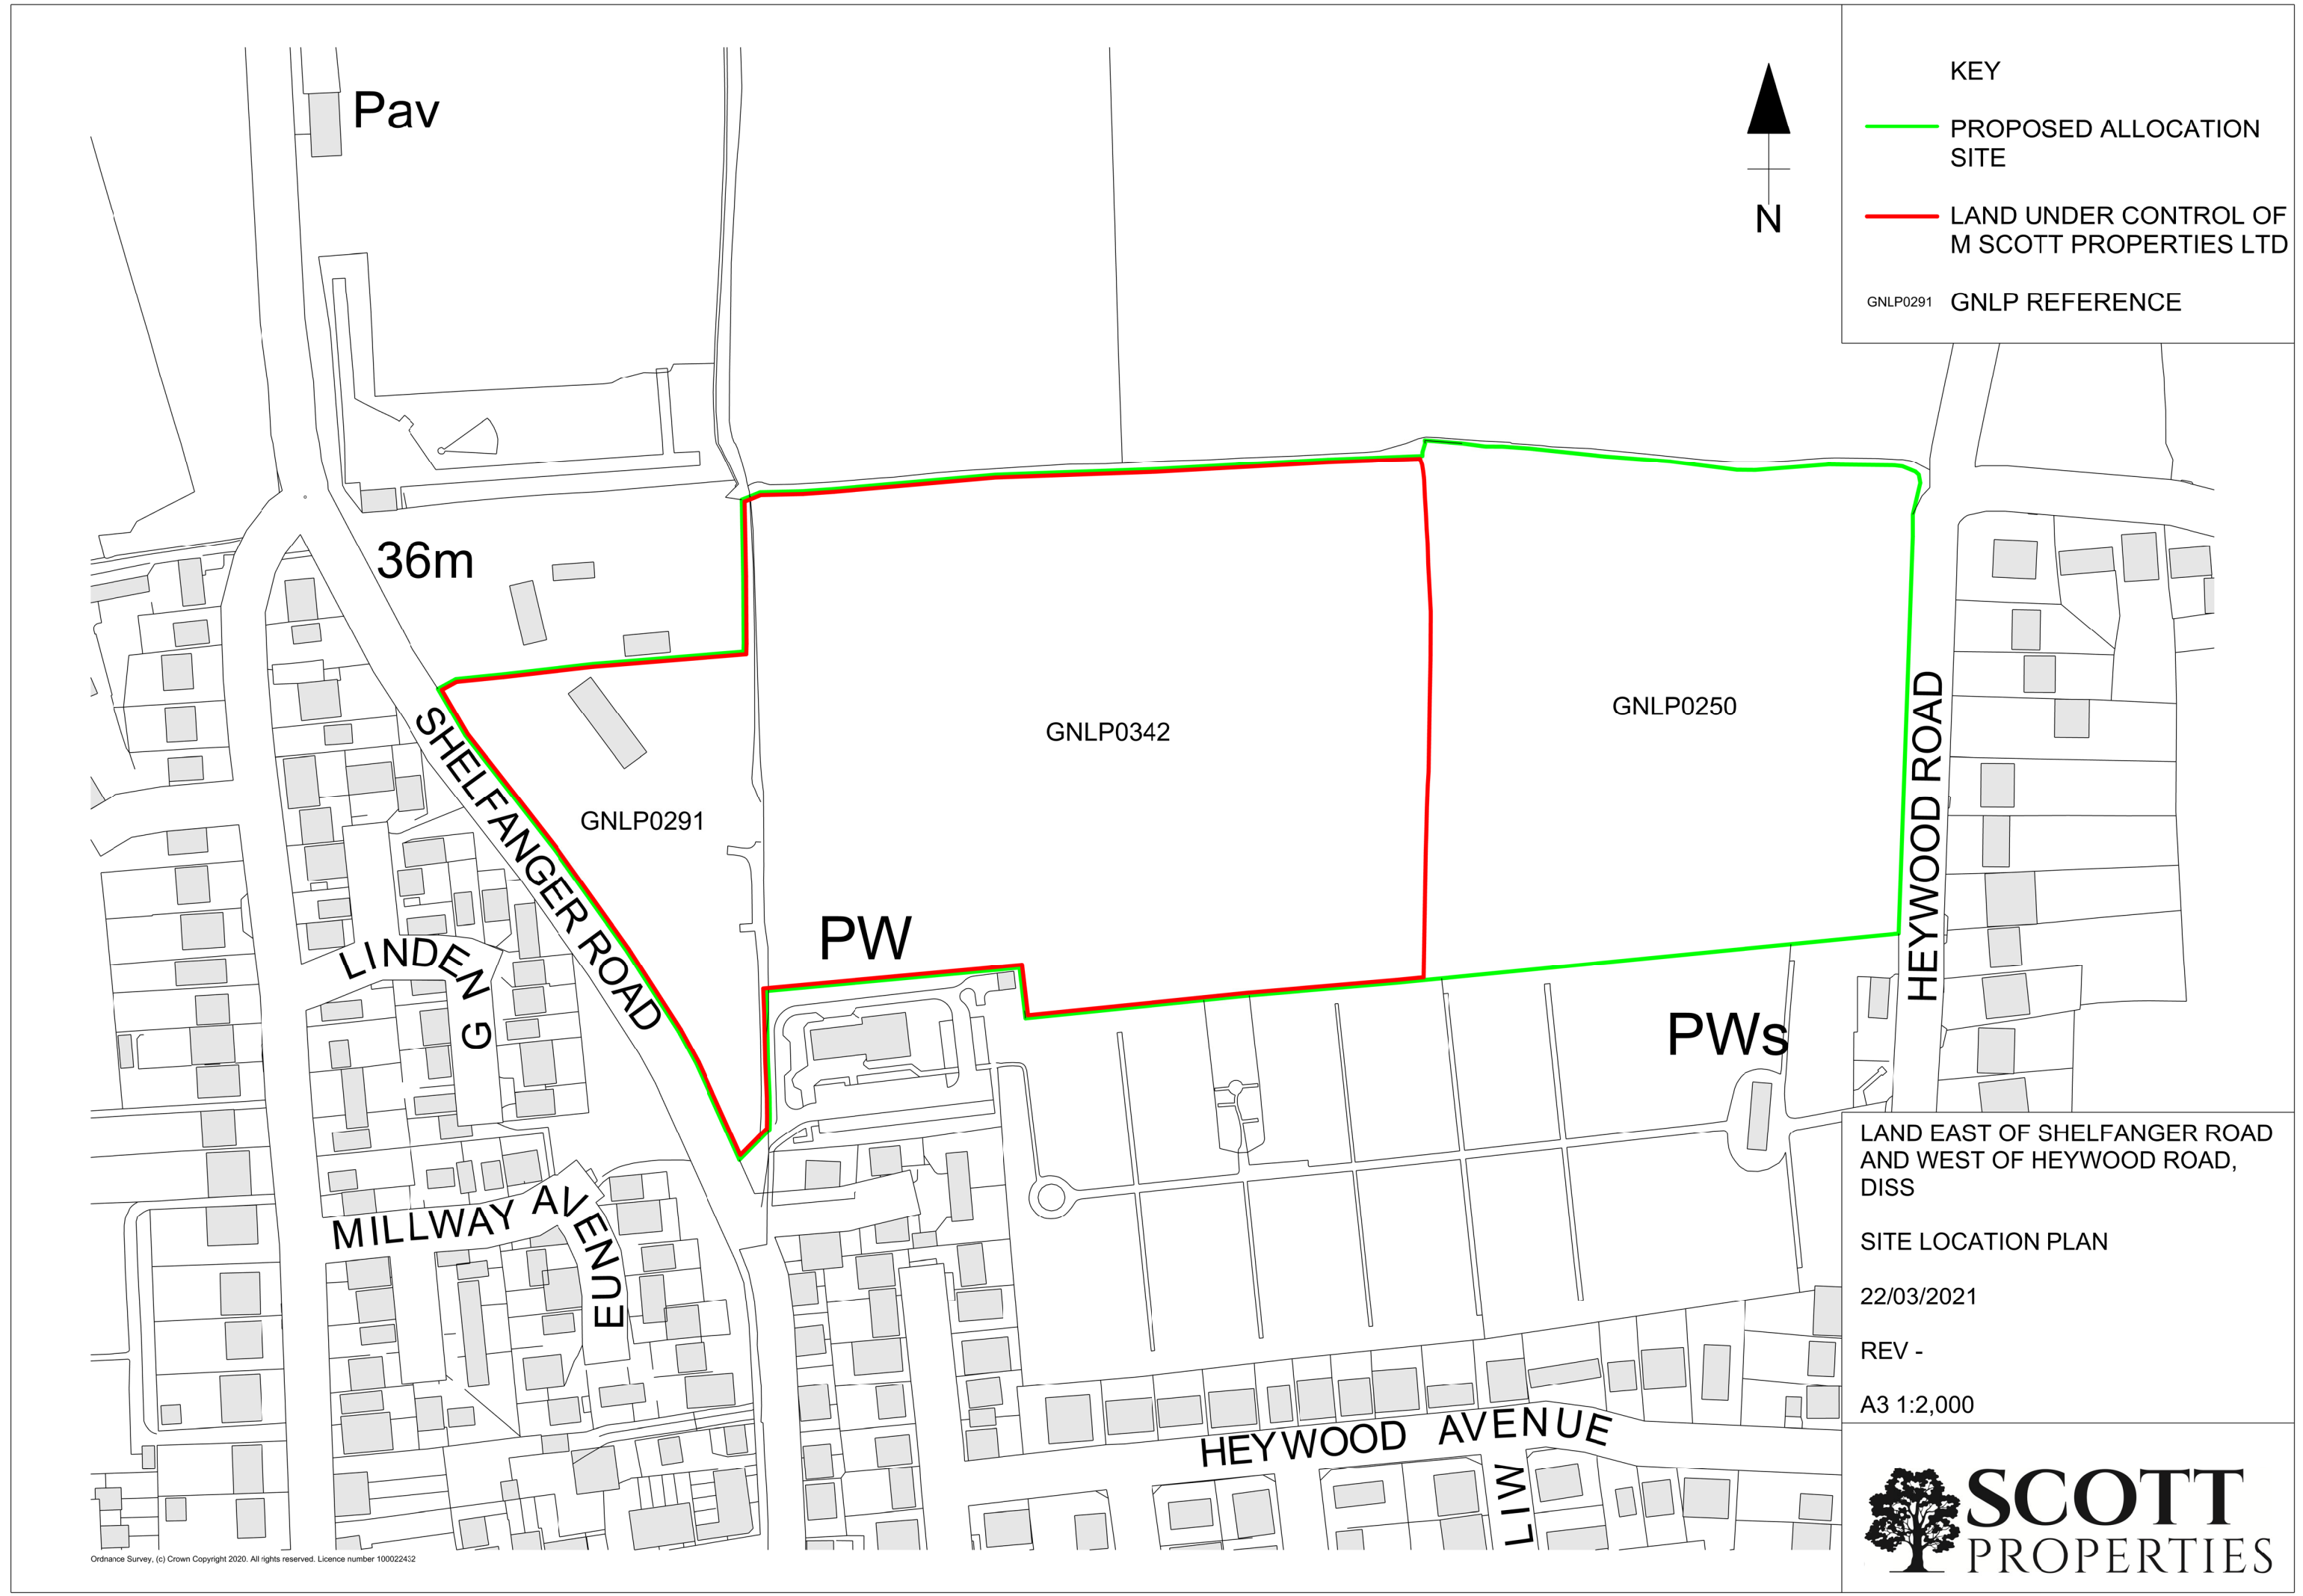 Pav
36m
SHELFANGER ROAD
LINDEN G
MILLWAY AVENUE
GNLP0291
GNLP0342
GNLP0250
PW
PWs
HEYWOOD ROAD
HEYWOOD AVENUE
LIW
N
KEY
PROPOSED ALLOCATION
SITE
LAND UNDER CONTROL OF
M SCOTT PROPERTIES LTD
GNLP0291 GNLP REFERENCE
LAND EAST OF SHELFANGER ROAD
AND WEST OF HEYWOOD ROAD,
DISS
SITE LOCATION PLAN
22/03/2021
REV -
A3 1:2,000
SCOTT
PROPERTIES
Ordnance Survey, (c) Crown Copyright 2020. All rights reserved. Licence number 100022432